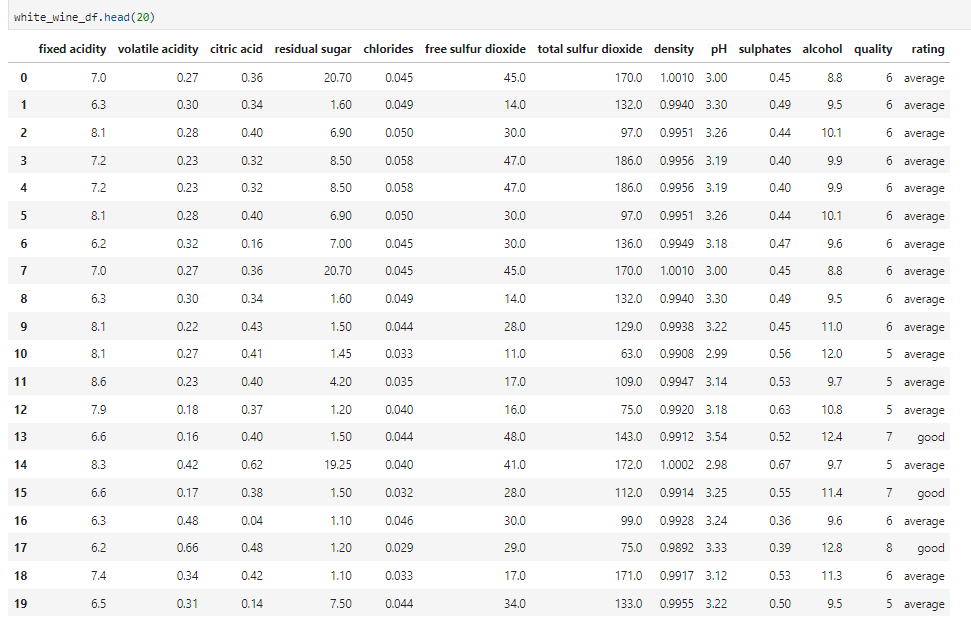 white_wine_df.head(20)
fixed acidity volatile acidity citric acid residual sugar chlorides free sulfur dioxide total sulfur dioxide density pH sulphates alcohol quality rating
0 7.0 0.27 0.36 20.70 0.045 45.0 170.0 1.0010 3.00 0.45 8.8 6 average
1 6.3 0.30 0.34 1.60 0.049 14.0 132.0 0.9940 3.30 0.49 9.5 6 average
2 8.1 0.28 0.40 6.90 0.050 30.0 97.0 0.9951 3.26 0.44 10.1 6 average
3 7.2 0.23 0.32 8.50 0.058 47.0 186.0 0.9956 3.19 0.40 9.9 6 average
4 7.2 0.23 0.32 8.50 0.058 47.0 186.0 0.9956 3.19 0.40 9.9 6 average
5 8.1 0.28 0.40 6.90 0.050 30.0 97.0 0.9951 3.26 0.44 10.1 6 average
6 6.2 0.32 0.16 7.00 0.045 30.0 136.0 0.9949 3.18 0.47 9.6 6 average
7 7.0 0.27 0.36 20.70 0.045 45.0 170.0 1.0010 3.00 0.45 8.8 6 average
8 6.3 0.30 0.34 1.60 0.049 14.0 132.0 0.9940 3.30 0.49 9.5 6 average
9 8.1 0.22 0.43 1.50 0.044 28.0 129.0 0.9938 3.22 0.45 11.0 6 average
10 8.1 0.27 0.41 1.45 0.033 11.0 63.0 0.9908 2.99 0.56 12.0 5 average
11 8.6 0.23 0.40 4.20 0.035 17.0 109.0 0.9947 3.14 0.53 9.7 5 average
12 7.9 0.18 0.37 1.20 0.040 16.0 75.0 0.9920 3.18 0.63 10.8 5 average
13 6.6 0.16 0.40 1.50 0.044 48.0 143.0 0.9912 3.54 0.52 12.4 7 good
14 8.3 0.42 0.62 19.25 0.040 41.0 172.0 1.0002 2.98 0.67 9.7 5 average
15 6.6 0.17 0.38 1.50 0.032 28.0 112.0 0.9914 3.25 0.55 11.4 7 good
16 6.3 0.48 0.04 1.10 0.046 30.0 99.0 0.9928 3.24 0.36 9.6 6 average
17 6.2 0.66 0.48 1.20 0.029 29.0 75.0 0.9892 3.33 0.39 12.8 8 good
18 7.4 0.34 0.42 1.10 0.033 17.0 171.0 0.9917 3.12 0.53 11.3 6 average
19 6.5 0.31 0.14 7.50 0.044 34.0 133.0 0.9955 3.22 0.50 9.5 5 average